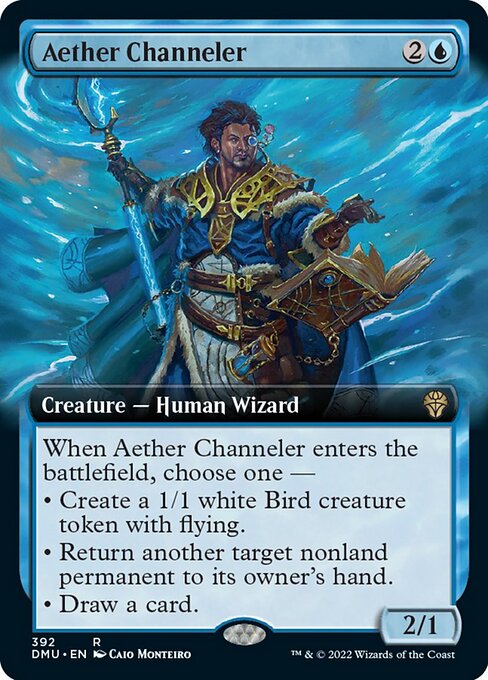 Aether Channeler 2
Creature — Human Wizard
When Aether Channeler enters the
battlefield, choose one —
• Create a 1/1 white Bird creature
token with flying.
• Return another target nonland
permanent to its owner's hand.
• Draw a card.
2/1
392 R
DMU • EN Caio Monteiro
™ & © 2022 Wizards of the Coast